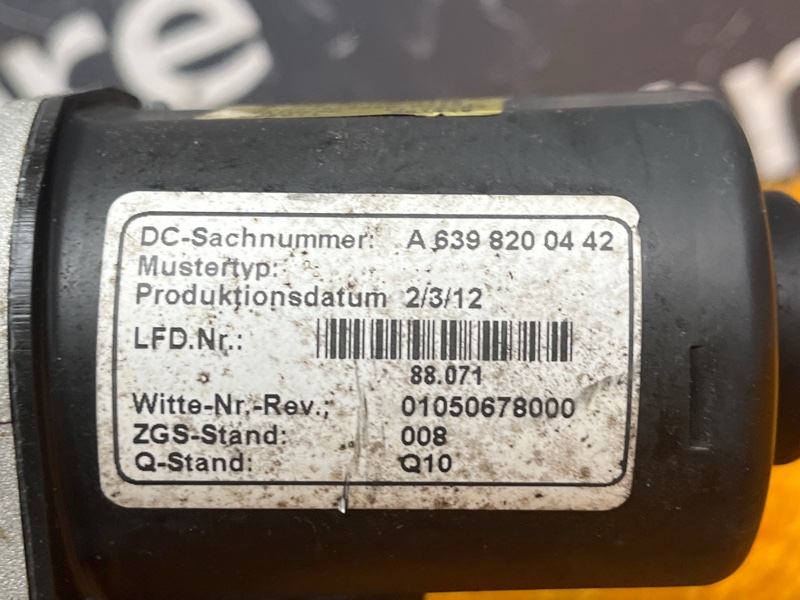 re
DC-Sachnummer: A 639 820 04 42
Mustertyp:
Produktionsdatum 2/3/12
LFD.Nr.:
88.071
Witte-Nr.-Rev.: 01050678000
ZGS-Stand: 008
Q-Stand: Q10